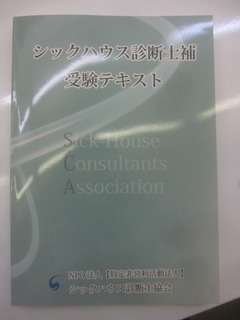 シックハウス診断士補
受験テキスト
Sick-House
Consultants
Association
NPO法人【特定非営利活動法人】
シックハウス診断士協会